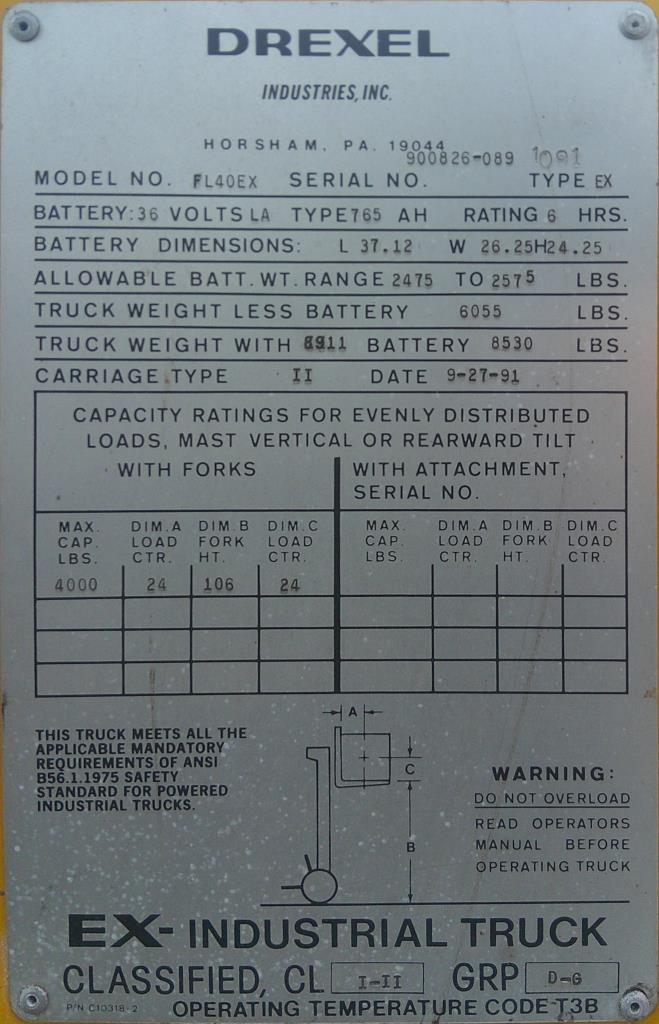 DREXEL
INDUSTRIES, INC.
HORSHAM, PA. 19044
900826-089 1091
MODEL NO. FL40EX SERIAL NO. TYPE EX
BATTERY: 36 VOLTS LA TYPE 765 AH RATING 6 HRS.
BATTERY DIMENSIONS: L 37.12 W 26.25 H 24.25
ALLOWABLE BATT. WT. RANGE 2475 TO 2575 LBS.
TRUCK WEIGHT LESS BATTERY 6055 LBS.
TRUCK WEIGHT WITH BATTERY 8530 LBS.
CARRIAGE TYPE II DATE 9-27-91
CAPACITY RATINGS FOR EVENLY DISTRIBUTED
LOADS, MAST VERTICAL OR REARWARD TILT
WITH FORKS
WITH ATTACHMENT,
SERIAL NO.
MAX. DIM.A DIM.B DIM.C MAX. DIM.A DIM.B DIM.C
CAP. LOAD FORK LOAD CAP. LOAD FORK LOAD
LBS. CTR. HT. CTR. LBS. CTR. HT. CTR.
4000 24 106 24
THIS TRUCK MEETS ALL THE
APPLICABLE MANDATORY
REQUIREMENTS OF ANSI
B56.1.1975 SAFETY
STANDARD FOR POWERED
INDUSTRIAL TRUCKS.
A
C
B
WARNING:
DO NOT OVERLOAD
READ OPERATORS
MANUAL BEFORE
OPERATING TRUCK
EX-INDUSTRIAL TRUCK
CLASSIFIED, CL I-II GRP D-G
P/N C10318-2 OPERATING TEMPERATURE CODE T3B